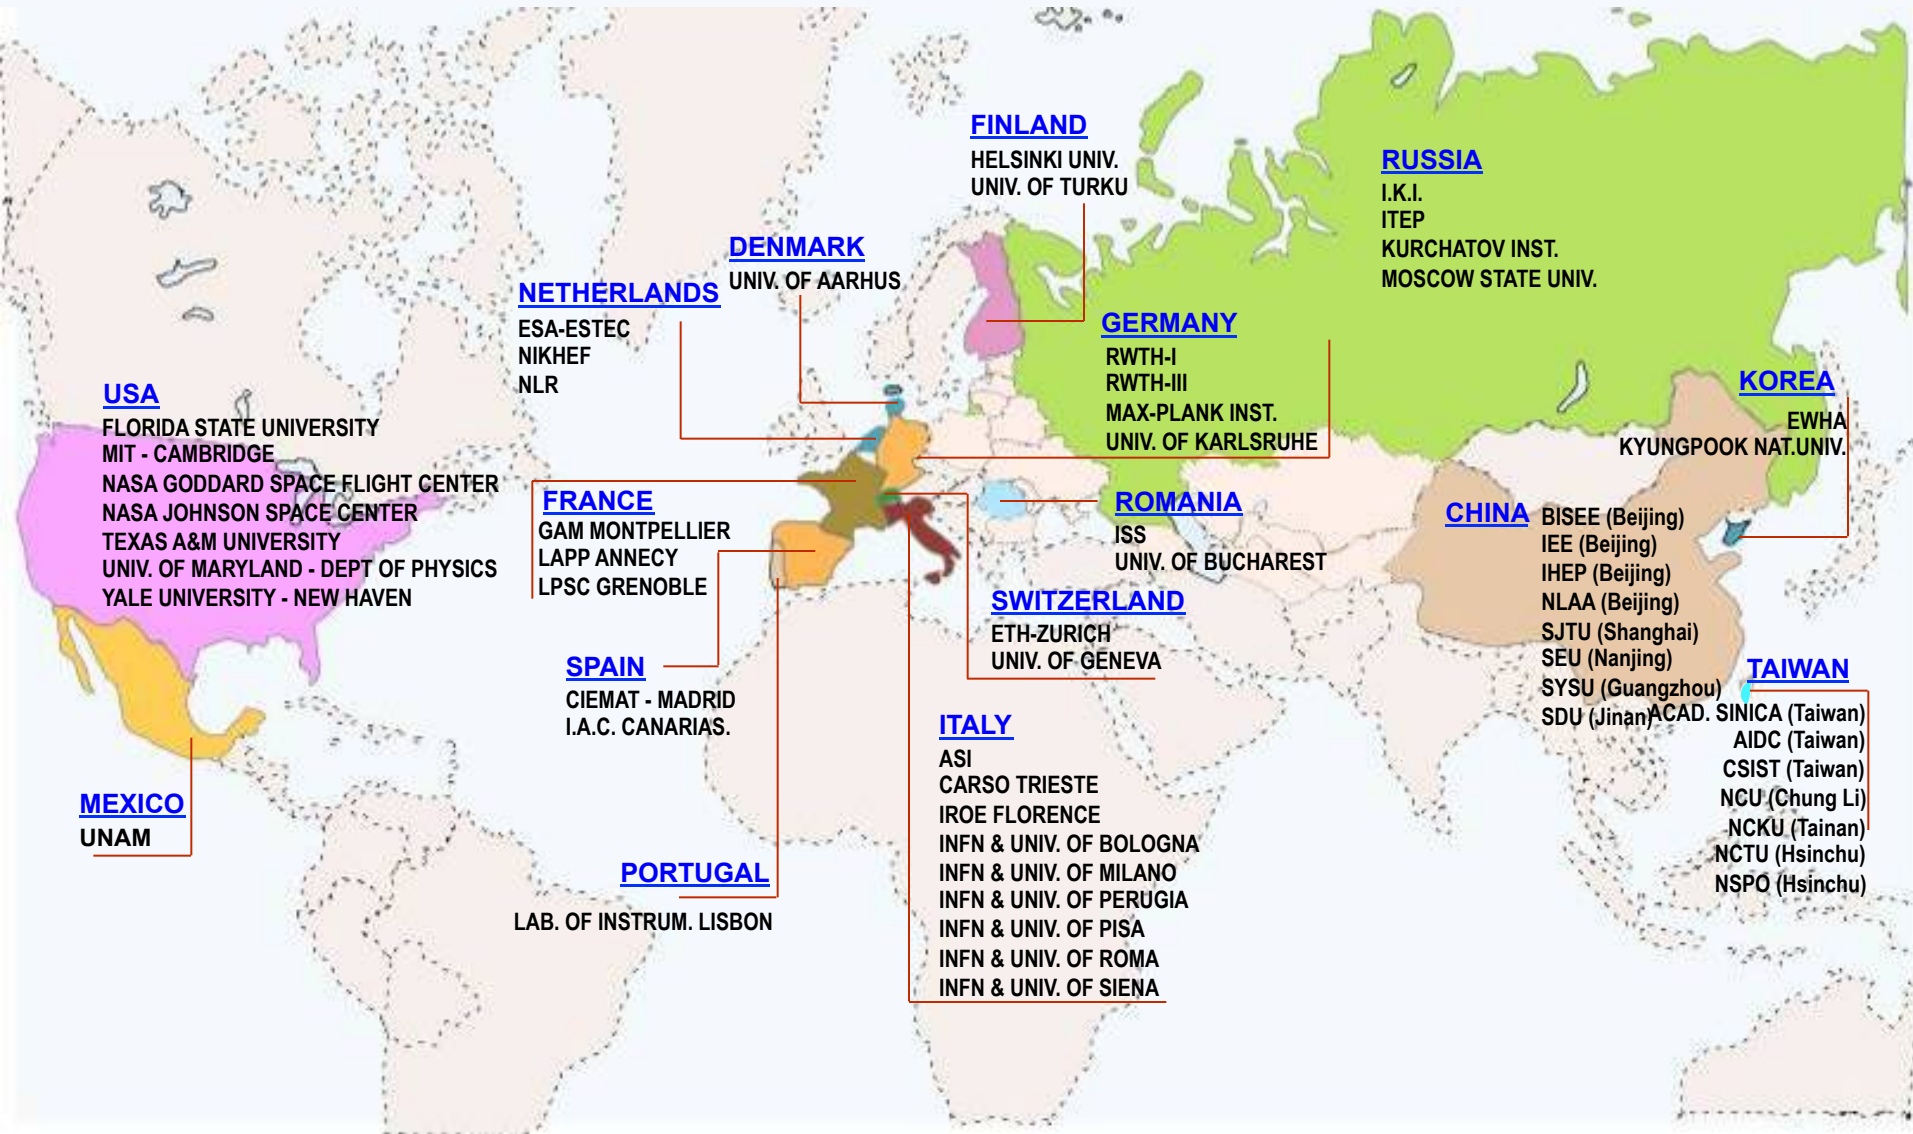 FINLAND
HELSINKI UNIV.
UNIV. OF TURKU
RUSSIA
I.K.I.
ITEP
KURCHATOV INST.
MOSCOW STATE UNIV.
DENMARK
UNIV. OF AARHUS
NETHERLANDS
ESA-ESTEC
NIKHEF
NLR
GERMANY
RWTH-I
RWTH-III
MAX-PLANK INST.
UNIV. OF KARLSRUHE
KOREA
EWHA
KYUNGPOOK NAT.UNIV.
USA
FLORIDA STATE UNIVERSITY
MIT - CAMBRIDGE
NASA GODDARD SPACE FLIGHT CENTER
NASA JOHNSON SPACE CENTER
TEXAS A&M UNIVERSITY
UNIV. OF MARYLAND - DEPT OF PHYSICS
YALE UNIVERSITY - NEW HAVEN
FRANCE
GAM MONTPELLIER
LAPP ANNECY
LPSC GRENOBLE
ROMANIA
ISS
UNIV. OF BUCHAREST
CHINA
BISEE (Beijing)
IEE (Beijing)
IHEP (Beijing)
NLAA (Beijing)
SJTU (Shanghai)
SEU (Nanjing)
SYSU (Guangzhou)
SDU (Jinan)
SWITZERLAND
ETH-ZURICH
UNIV. OF GENEVA
SPAIN
CIEMAT - MADRID
I.A.C. CANARIAS.
TAIWAN
ACAD. SINICA (Taiwan)
AIDC (Taiwan)
CSIST (Taiwan)
NCU (Chung Li)
NCKU (Tainan)
NCTU (Hsinchu)
NSPO (Hsinchu)
ITALY
ASI
CARSO TRIESTE
IROE FLORENCE
INFN & UNIV. OF BOLOGNA
INFN & UNIV. OF MILANO
INFN & UNIV. OF PERUGIA
INFN & UNIV. OF PISA
INFN & UNIV. OF ROMA
INFN & UNIV. OF SIENA
MEXICO
UNAM
PORTUGAL
LAB. OF INSTRUM. LISBON